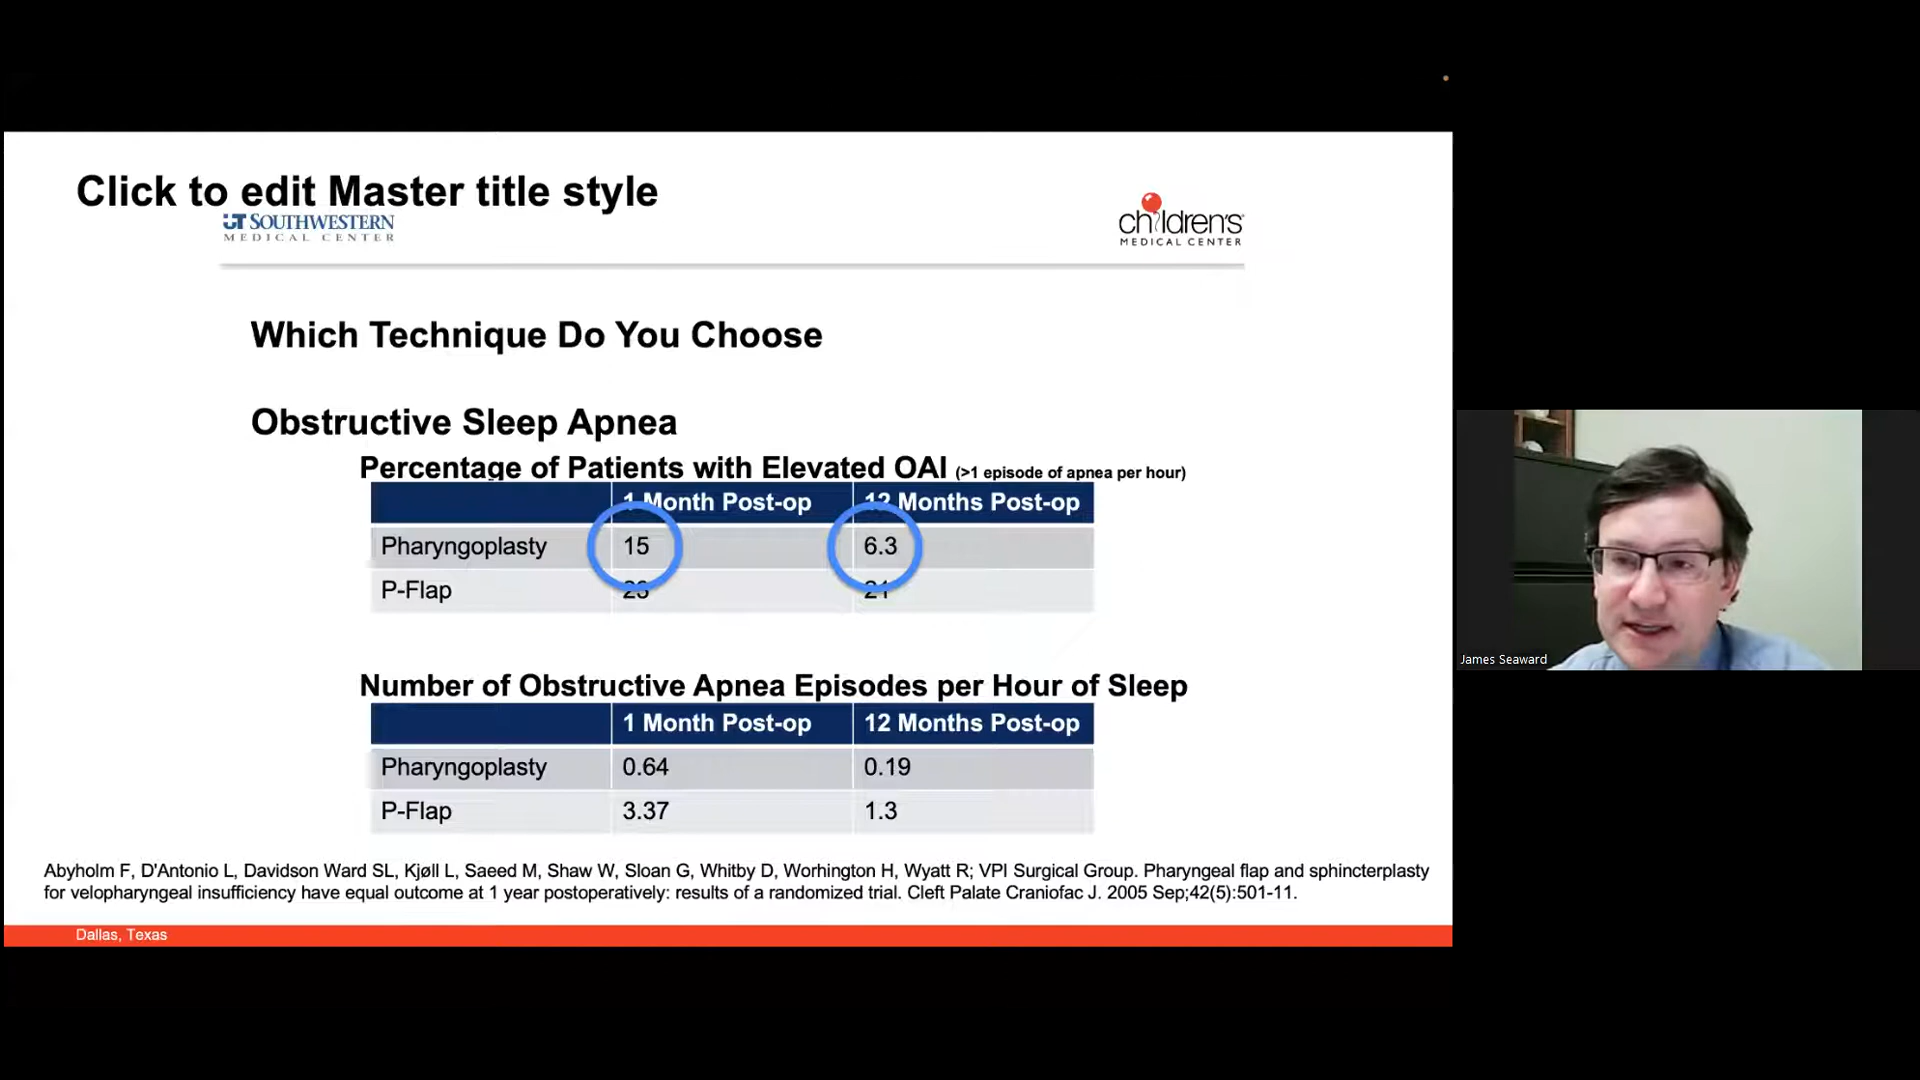 Click to edit Master title style
UT SOUTHWESTERN
MEDICAL CENTER
children's
MEDICAL CENTER
Which Technique Do You Choose
Obstructive Sleep Apnea
Percentage of Patients with Elevated OAI (>1 episode of apnea per hour)
1 Month Post-op 12 Months Post-op
Pharyngoplasty 15 6.3
P-Flap 21
Number of Obstructive Apnea Episodes per Hour of Sleep
1 Month Post-op 12 Months Post-op
Pharyngoplasty 0.64 0.19
P-Flap 3.37 1.3
Abyholm F, D'Antonio L, Davidson Ward SL, Kjøll L, Saeed M, Shaw W, Sloan G, Whitby D, Worhington H, Wyatt R; VPI Surgical Group. Pharyngeal flap and sphincterplasty
for velopharyngeal insufficiency have equal outcome at 1 year postoperatively: results of a randomized trial. Cleft Palate Craniofac J. 2005 Sep;42(5):501-11.
Dallas, Texas
James Seaward